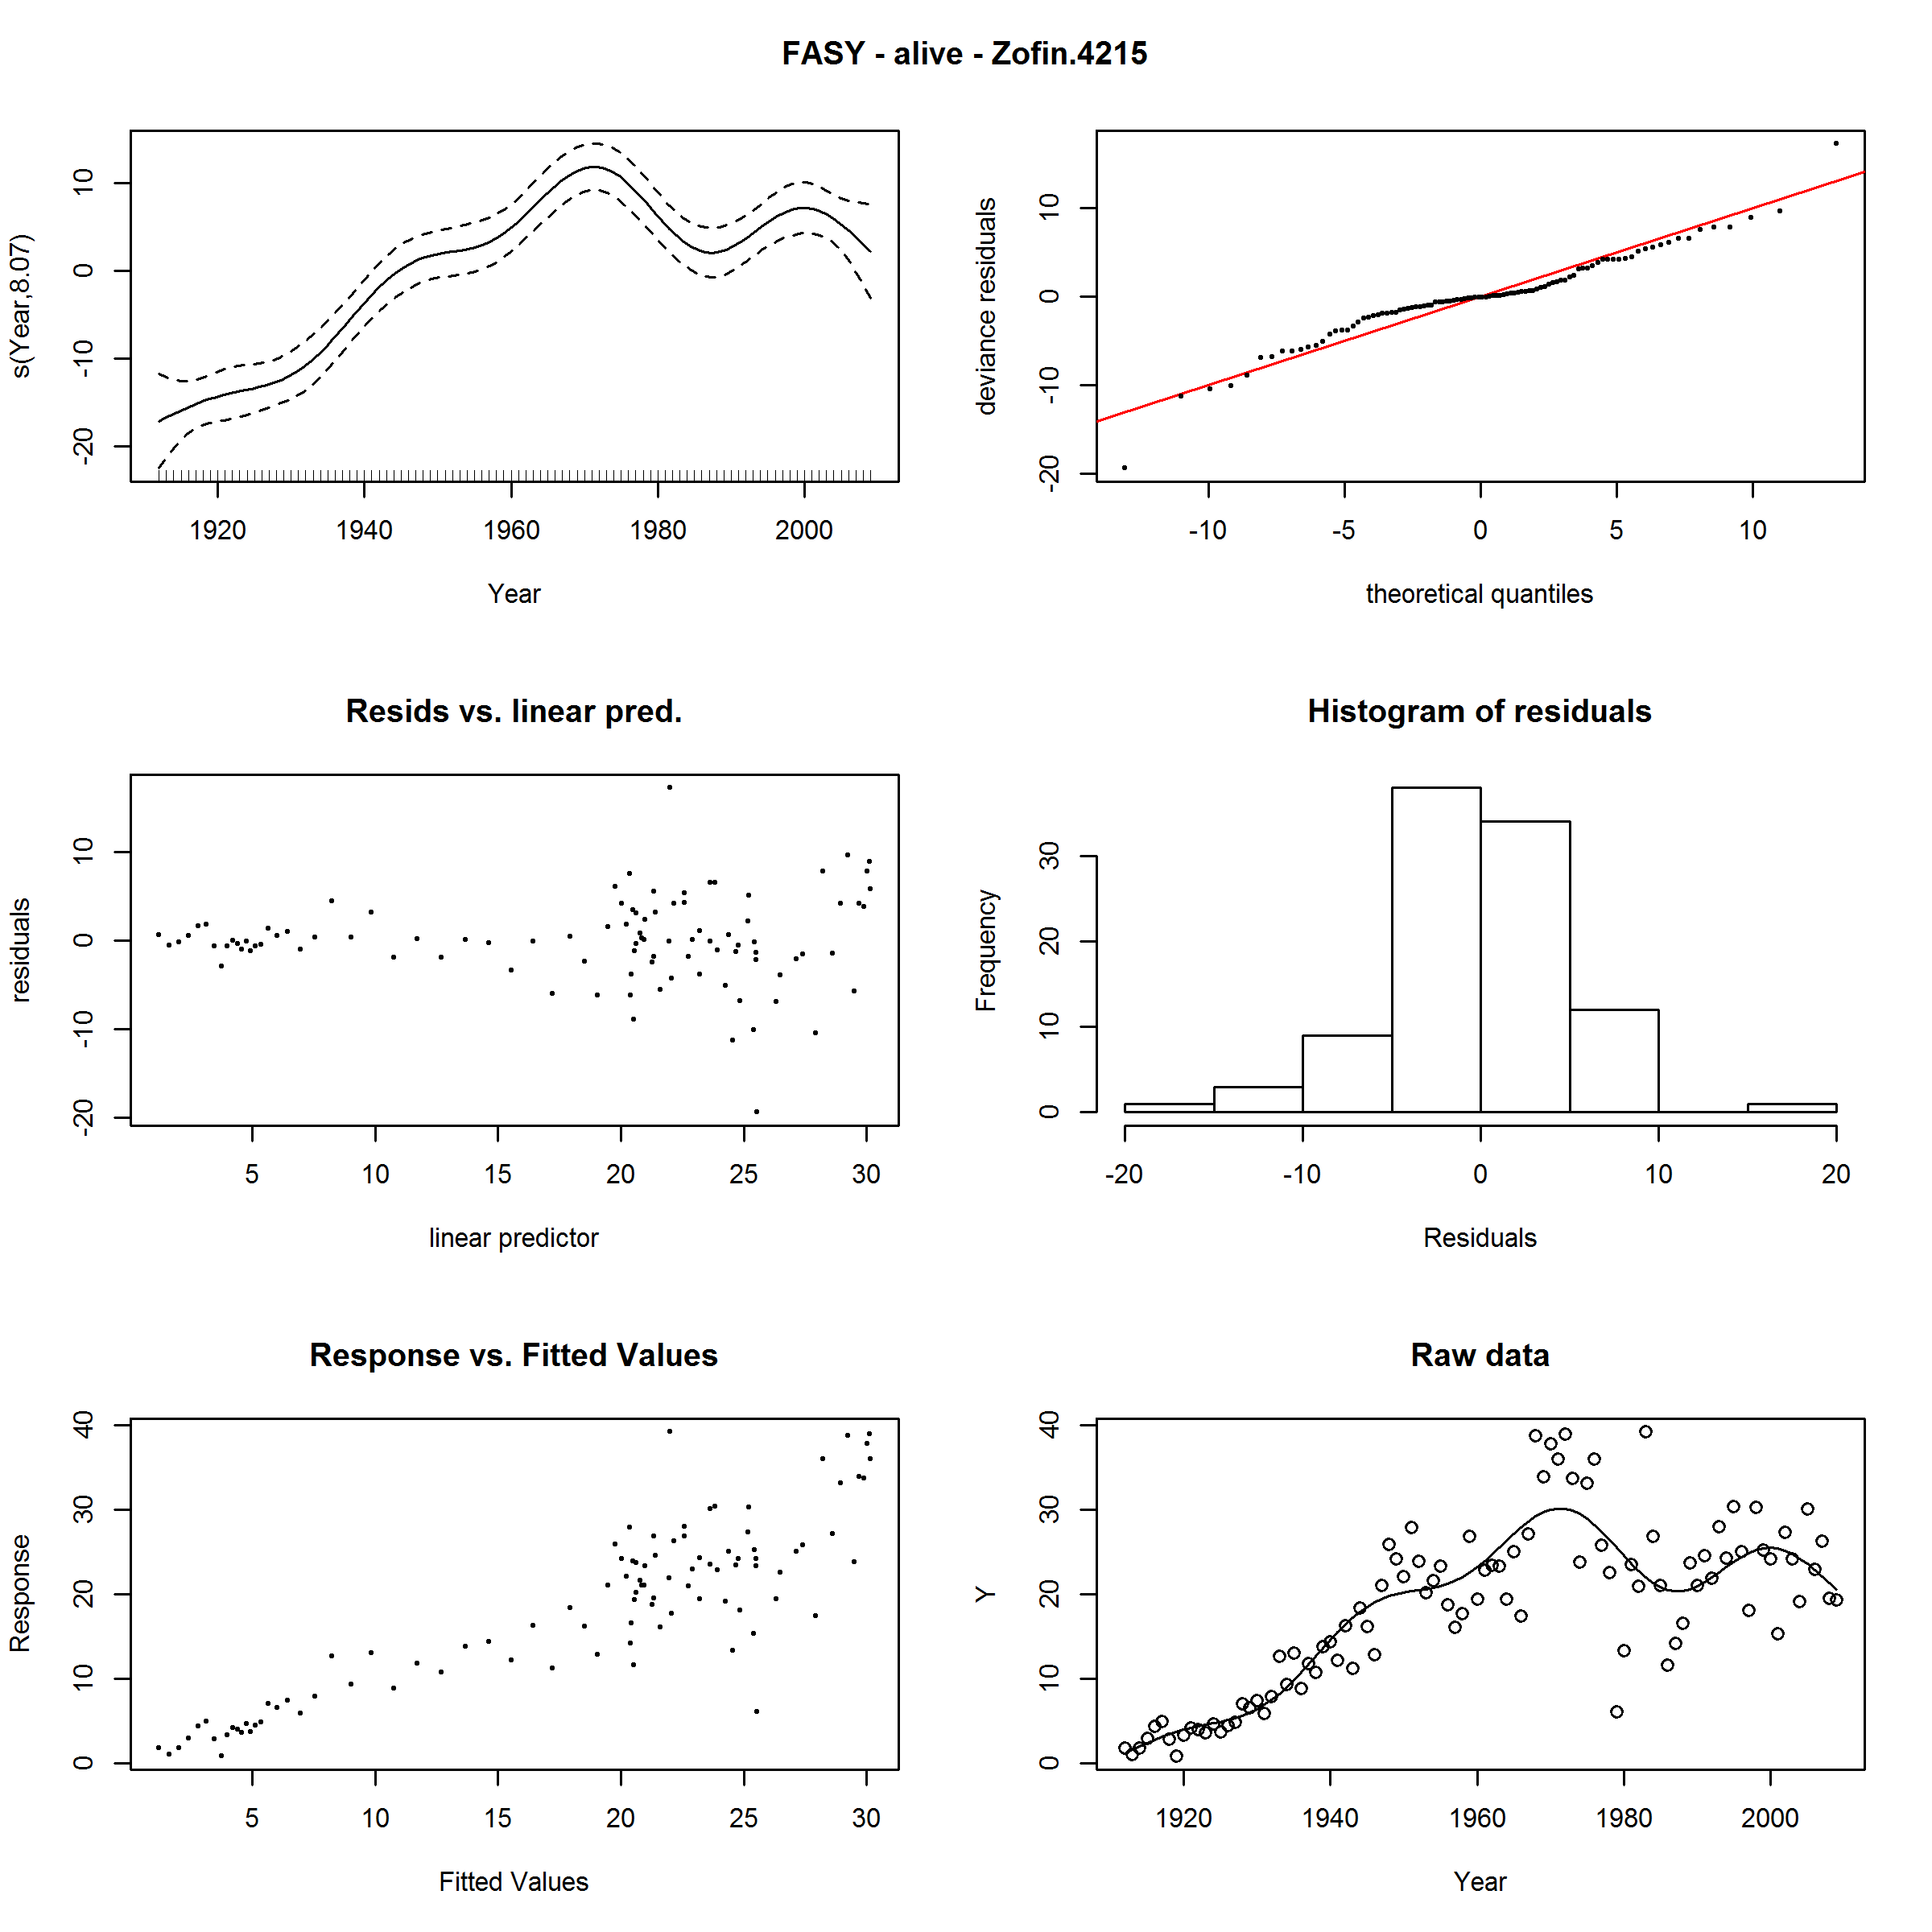 FASY - alive - Zofin.4215
s(Year,8.07)
-20 -10 0 10
1920 1940 1960 1980 2000
Year
deviance residuals
-20 -10 0 10
-10 -5 0 5 10
theoretical quantiles
Resids vs. linear pred.
residuals
-20 -10 0 10
5 10 15 20 25 30
linear predictor
Histogram of residuals
Frequency
0 10 20 30
-20 -10 0 10 20
Residuals
Response vs. Fitted Values
Response
0 10 20 30 40
5 10 15 20 25 30
Fitted Values
Raw data
Y
0 10 20 30 40
1920 1940 1960 1980 2000
Year